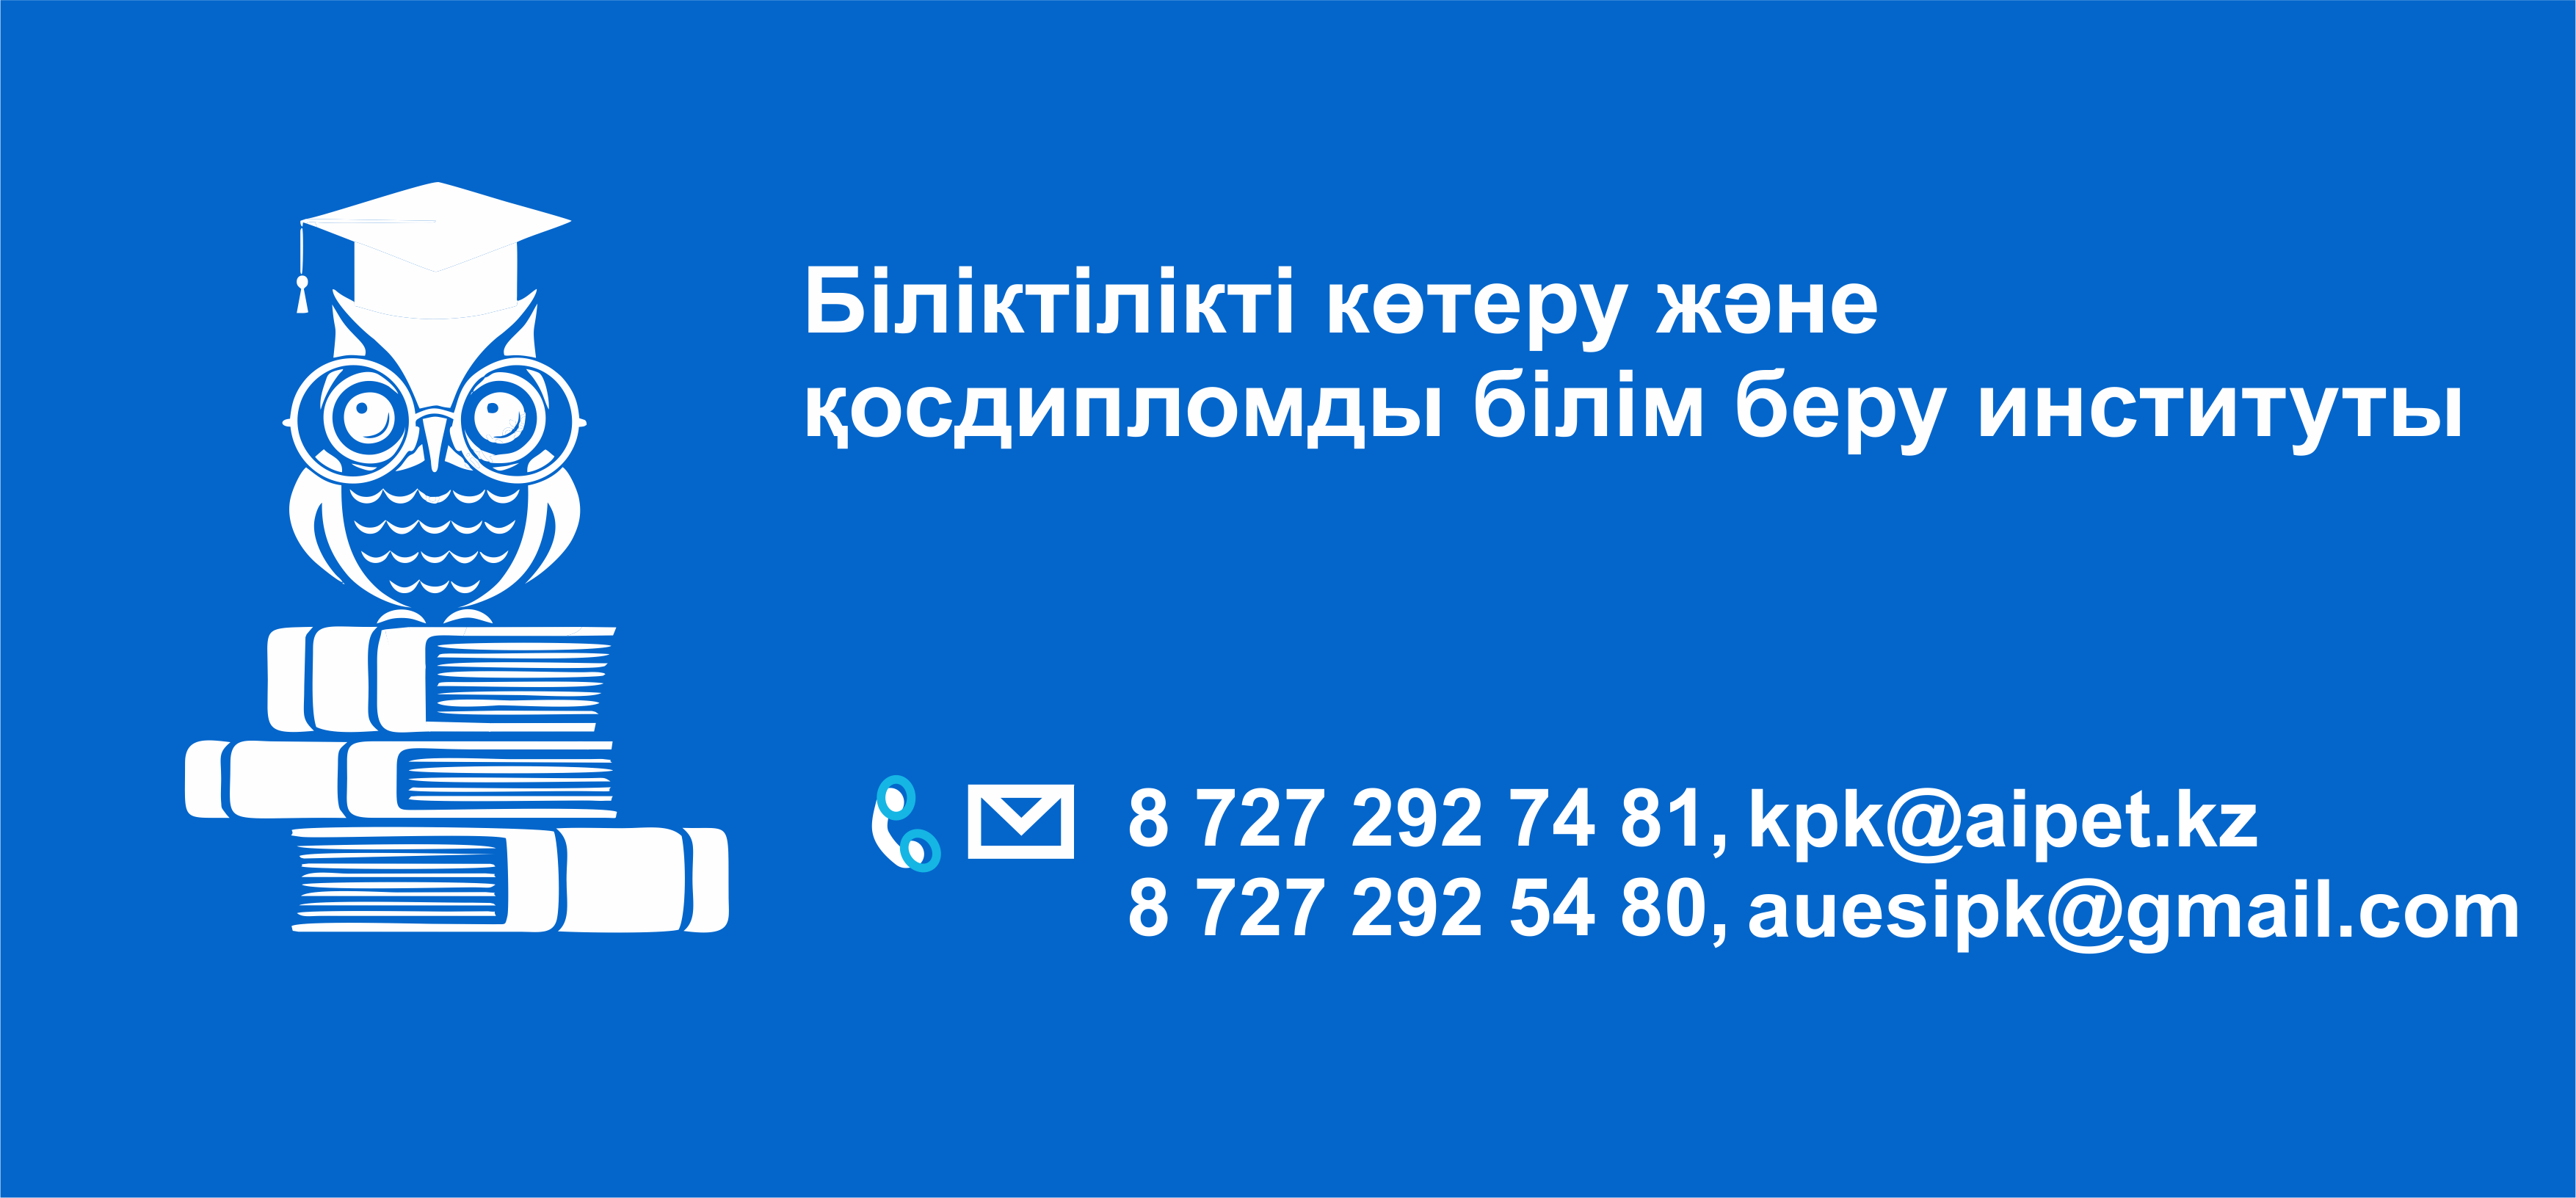 Біліктілікті көтеру және
қосдипломды білім беру институты
8 727 292 74 81, kpk@aipet.kz
8 727 292 54 80, auesipk@gmail.com